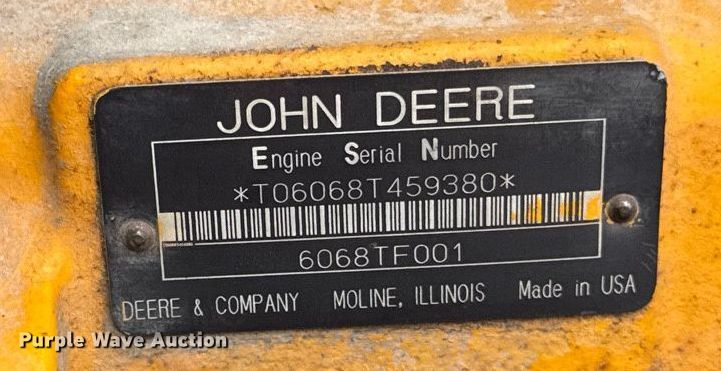 JOHN DEERE
Engine Serial Number
*T06068T459380*
6068TF001
DEERE & COMPANY MOLINE, ILLINOIS Made in USA
Purple Wave Auction